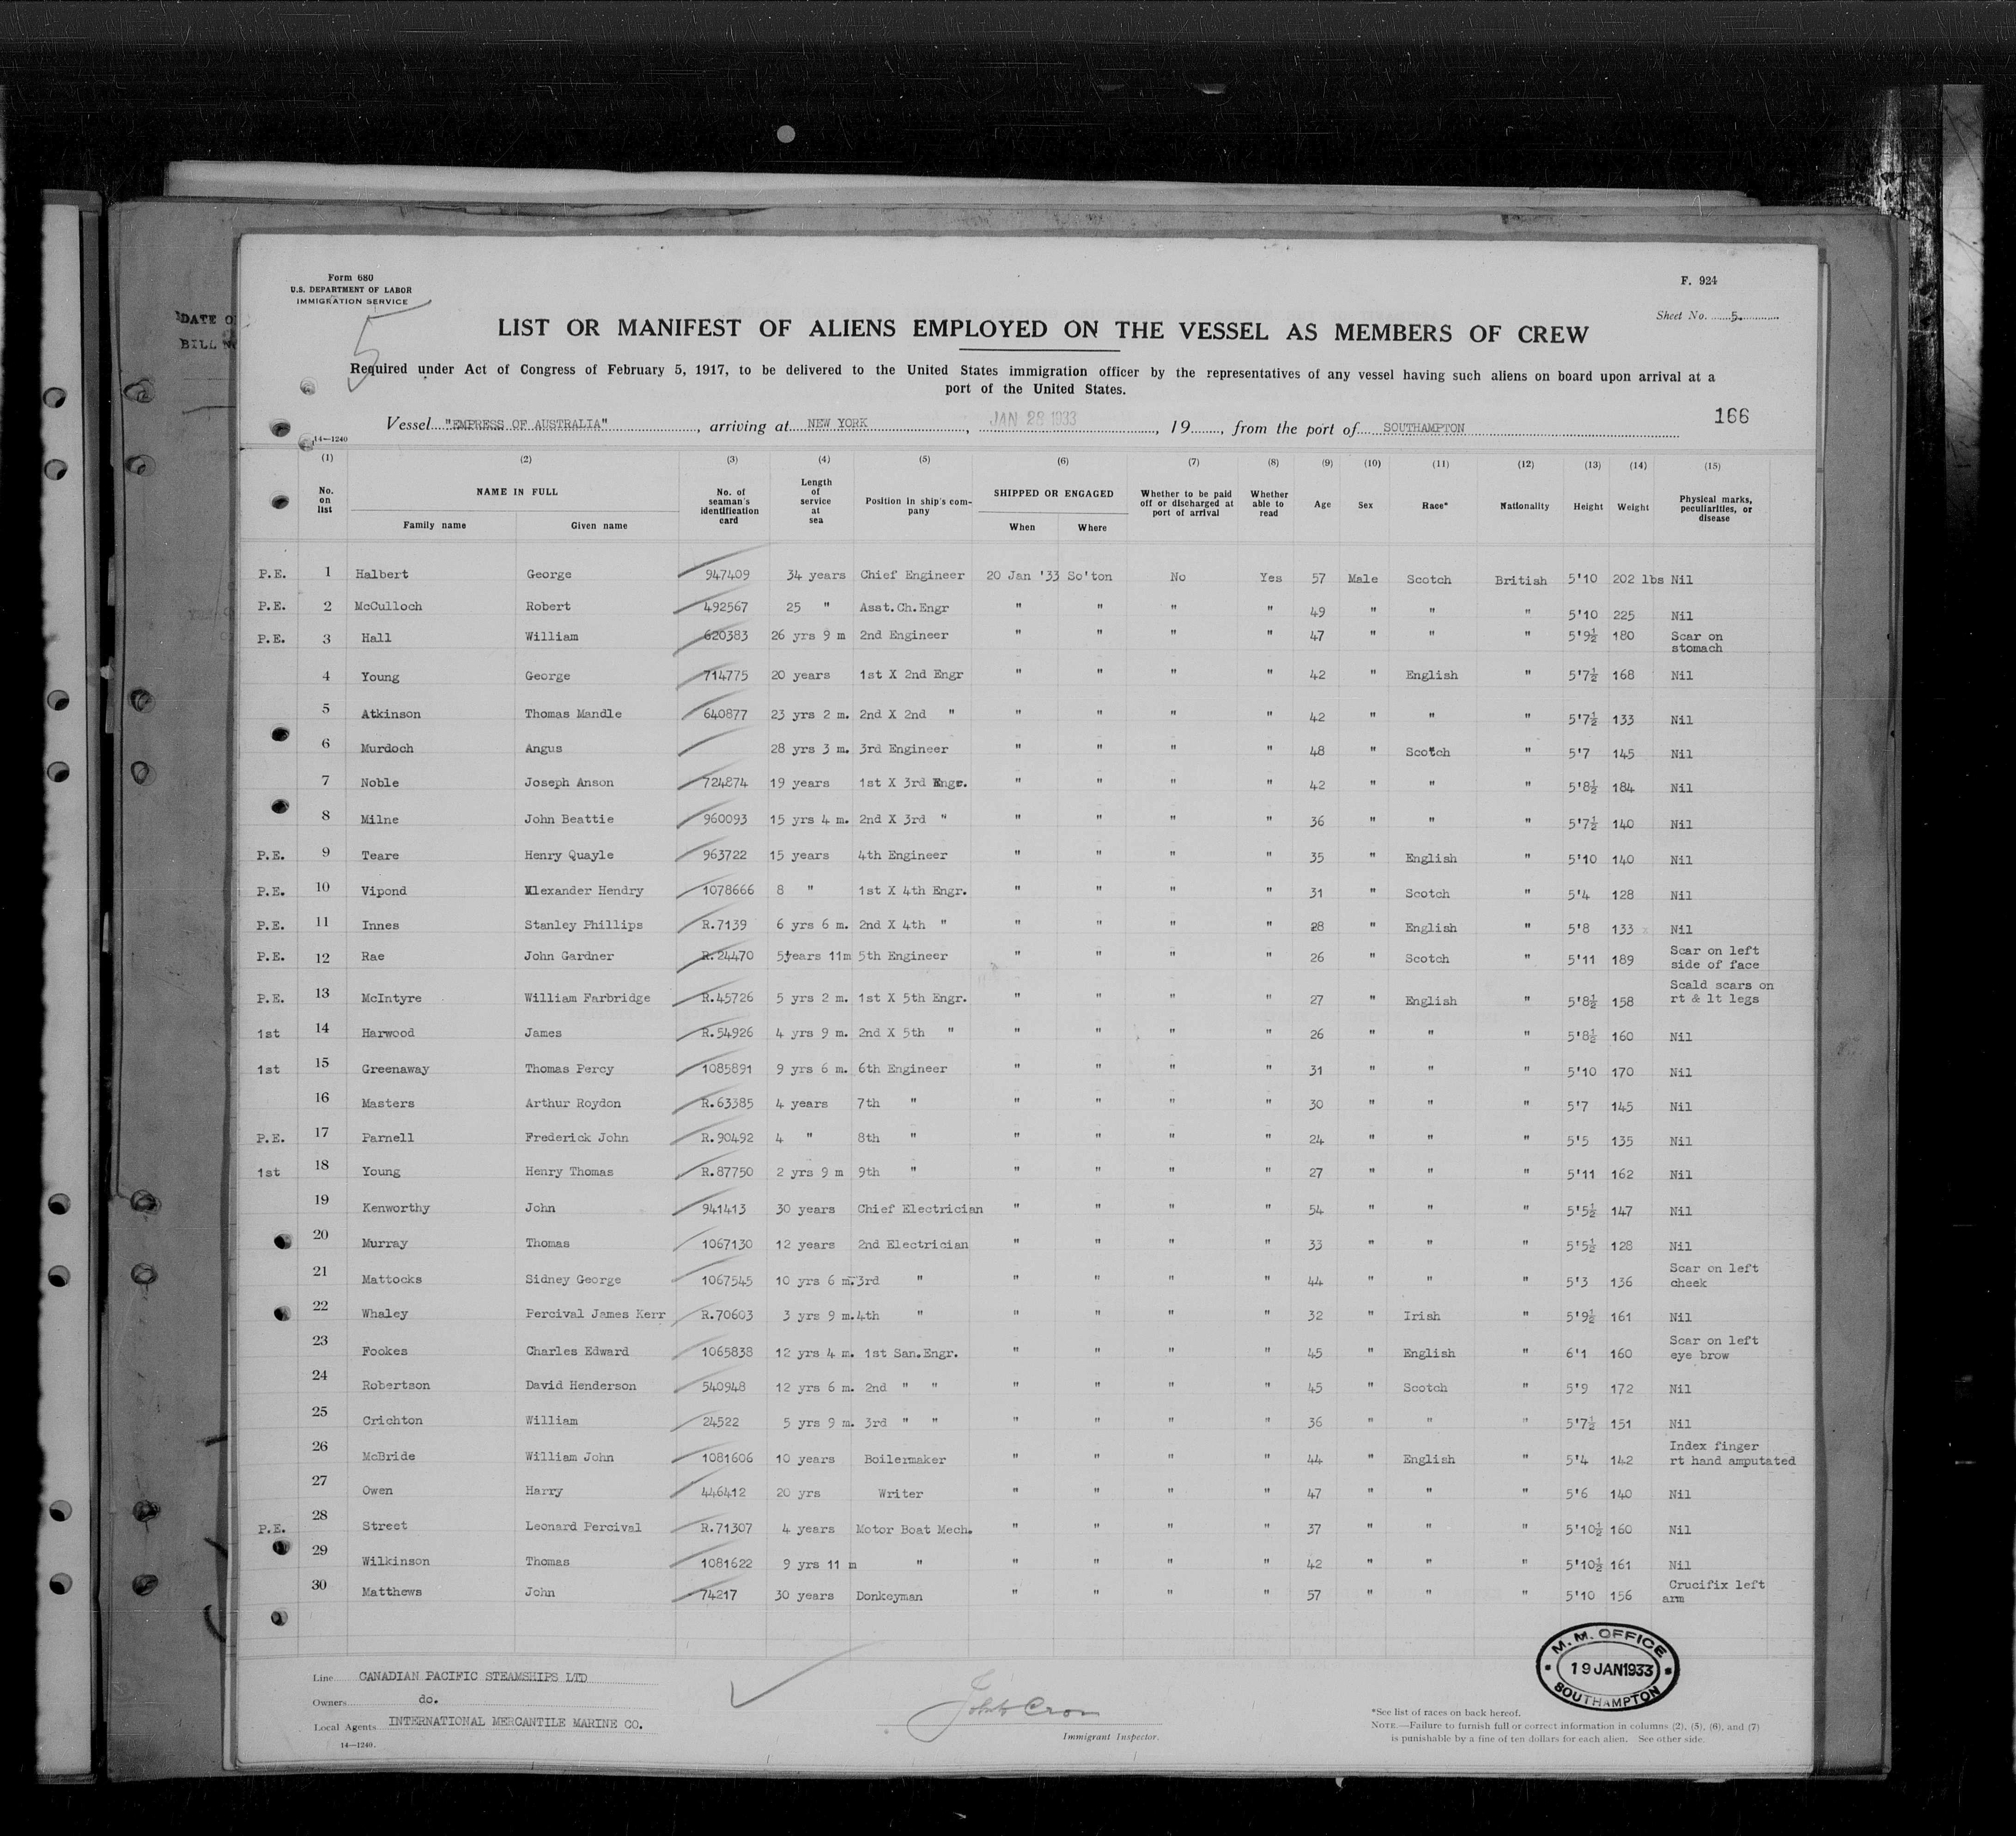 Form 680
U.S. DEPARTMENT OF LABOR
IMMIGRATION SERVICE
F. 924
Sheet No. 5.
5
DATE O
BILL N
LIST OR MANIFEST OF ALIENS EMPLOYED ON THE VESSEL AS MEMBERS OF CREW
Required under Act of Congress of February 5, 1917, to be delivered to the United States immigration officer by the representatives of any vessel having such aliens on board upon arrival at a
port of the United States.
166
Vessel "EMPRESS OF AUSTRALIA", arriving at NEW YORK, JAN 28 1933, 19, from the port of SOUTHAMPTON
14—1240
(1) (2) (3) (4) (5) (6) (7) (8) (9) (10) (11) (12) (13) (14) (15)
No. on list NAME IN FULL Family name Given name No. of seaman's identification card Length of service at sea Position in ship's company SHIPPED OR ENGAGED When Where Whether to be paid off or discharged at port of arrival Whether able to read Age Sex Race* Nationality Height Weight Physical marks, peculiarities, or disease
P.E. 1 Halbert George 947409 34 years Chief Engineer 20 Jan '33 So'ton No Yes 57 Male Scotch British 5'10 202 lbs Nil
P.E. 2 McCulloch Robert 492567 25 " Asst.Ch.Engr " " " " 49 " " " 5'10 225 Nil
P.E. 3 Hall William 620383 26 yrs 9 m 2nd Engineer " " " " 47 " " " 5'9½ 180 Scar on stomach
4 Young George 714775 20 years 1st X 2nd Engr " " " " 42 " English " 5'7½ 168 Nil
5 Atkinson Thomas Mandle 640877 23 yrs 2 m. 2nd X 2nd " " " " " 42 " " " 5'7½ 133 Nil
6 Murdoch Angus 28 yrs 3 m. 3rd Engineer " " " " 48 " Scotch " 5'7 145 Nil
7 Noble Joseph Anson 724874 19 years 1st X 3rd Engr. " " " " 42 " " " 5'8½ 184 Nil
8 Milne John Beattie 960093 15 yrs 4 m. 2nd X 3rd " " " " " 36 " " " 5'7½ 140 Nil
P.E. 9 Teare Henry Quayle 963722 15 years 4th Engineer " " " " 35 " English " 5'10 140 Nil
P.E. 10 Vipond Alexander Hendry 1078666 8 " 1st X 4th Engr. " " " " 31 " Scotch " 5'4 128 Nil
P.E. 11 Innes Stanley Phillips R.7139 6 yrs 6 m. 2nd X 4th " " " " " 28 " English " 5'8 133 Nil
P.E. 12 Rae John Gardner R.24470 5years 11m 5th Engineer " " " " 26 " Scotch " 5'11 189 Scar on left side of face
P.E. 13 McIntyre William Farbridge R.45726 5 yrs 2 m. 1st X 5th Engr. " " " " 27 " English " 5'8½ 158 Scald scars on rt & lt legs
1st 14 Harwood James R.54926 4 yrs 9 m. 2nd X 5th " " " " " 26 " " " 5'8½ 160 Nil
1st 15 Greenaway Thomas Percy 1085891 9 yrs 6 m. 6th Engineer " " " " 31 " " " 5'10 170 Nil
16 Masters Arthur Roydon R.63385 4 years 7th " " " " " 30 " " " 5'7 145 Nil
P.E. 17 Parnell Frederick John R.90492 4 " 8th " " " " " 24 " " " 5'5 135 Nil
1st 18 Young Henry Thomas R.87750 2 yrs 9 m 9th " " " " " 27 " " " 5'11 162 Nil
19 Kenworthy John 941413 30 years Chief Electrician " " " " 54 " " " 5'5½ 147 Nil
20 Murray Thomas 1067130 12 years 2nd Electrician " " " " 33 " " " 5'5½ 128 Nil
21 Mattocks Sidney George 1067545 10 yrs 6 m. 3rd " " " " " 44 " " " 5'3 136 Scar on left cheek
22 Whaley Percival James Kerr R.70603 3 yrs 9 m. 4th " " " " " 32 " Irish " 5'9½ 161 Nil
23 Fookes Charles Edward 1065838 12 yrs 4 m. 1st San.Engr. " " " " 45 " English " 6'1 160 Scar on left eye brow
24 Robertson David Henderson 540948 12 yrs 6 m. 2nd " " " " " " 45 " Scotch " 5'9 172 Nil
25 Crichton William 24522 5 yrs 9 m. 3rd " " " " " " 36 " " " 5'7½ 151 Nil
26 McBride William John 1081606 10 years Boilermaker " " " " 44 " English " 5'4 142 Index finger rt hand amputated
27 Owen Harry 446412 20 yrs Writer " " " " 47 " " " 5'6 140 Nil
P.E. 28 Street Leonard Percival R.71307 4 years Motor Boat Mech. " " " " 37 " " " 5'10½ 160 Nil
29 Wilkinson Thomas 1081622 9 yrs 11 m " " " " " 42 " " " 5'10½ 161 Nil
30 Matthews John 74217 30 years Donkeyman " " " " 57 " " " 5'10 156 Crucifix left arm
M.M. OFFICE
19 JAN 1933
SOUTHAMPTON
Line CANADIAN PACIFIC STEAMSHIPS LTD
Owners do.
Local Agents INTERNATIONAL MERCANTILE MARINE CO.
14—1240.
John Cron
Immigrant Inspector.
*See list of races on back hereof.
NOTE.—Failure to furnish full or correct information in columns (2), (5), (6), and (7)
is punishable by a fine of ten dollars for each alien. See other side.